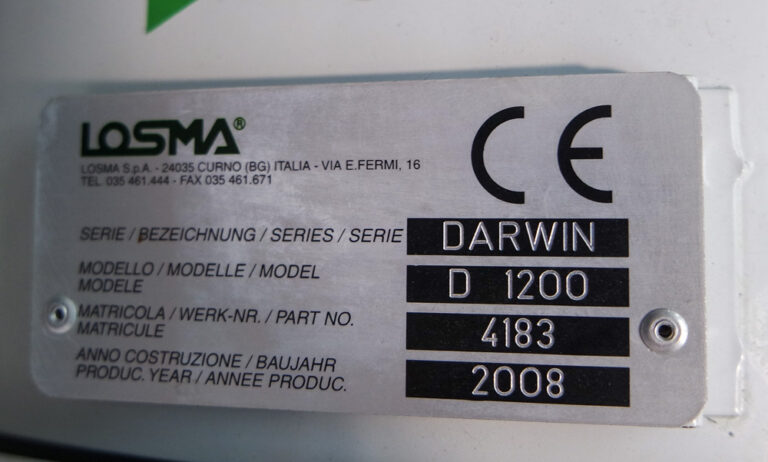 LOSMA®
LOSMA S.p.A. - 24035 CURNO (BG) ITALIA - VIA E.FERMI, 16
TEL. 035 461.444 - FAX 035 461.671
CE
SERIE / BEZEICHNUNG / SERIES / SERIE DARWIN
MODELLO / MODELLE / MODEL
MODELE D 1200
MATRICOLA / WERK-NR. / PART NO.
MATRICULE 4183
ANNO COSTRUZIONE / BAUJAHR
PRODUC. YEAR / ANNEE PRODUC. 2008